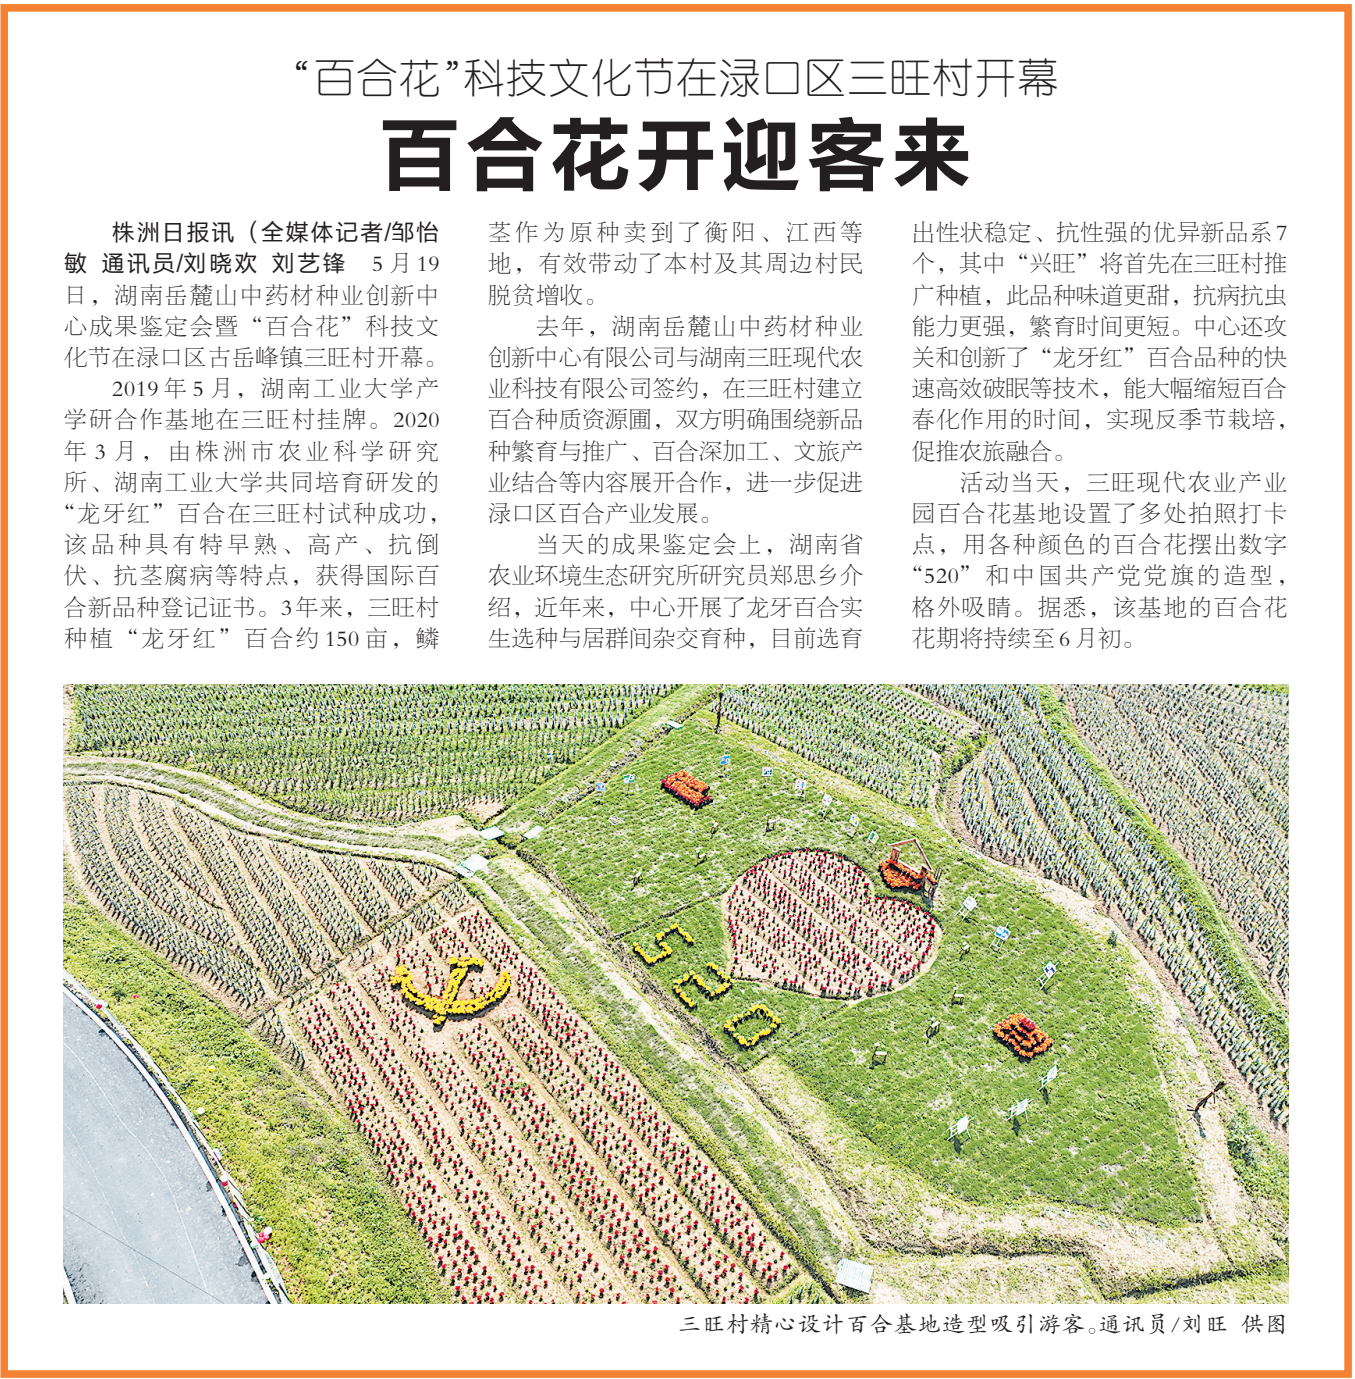 “百合花”科技文化节在渌口区三旺村开幕
百合花开迎客来
株洲日报讯（全媒体记者/邹怡
敏 通讯员/刘晓欢 刘艺锋 5月19
日，湖南岳麓山中药材种业创新中
心成果鉴定会暨“百合花”科技文
化节在渌口区古岳峰镇三旺村开幕。
2019年5月，湖南工业大学产
学研合作基地在三旺村挂牌。2020
年3月，由株洲市农业科学研究
所、湖南工业大学共同培育研发的
“龙牙红”百合在三旺村试种成功，
该品种具有特早熟、高产、抗倒
伏、抗茎腐病等特点，获得国际百
合新品种登记证书。3年来，三旺村
种植“龙牙红”百合约150亩，鳞
茎作为原种卖到了衡阳、江西等
地，有效带动了本村及其周边村民
脱贫增收。
去年，湖南岳麓山中药材种业
创新中心有限公司与湖南三旺现代农
业科技有限公司签约，在三旺村建立
百合种质资源圃，双方明确围绕新品
种繁育与推广、百合深加工、文旅产
业结合等内容展开合作，进一步促进
渌口区百合产业发展。
当天的成果鉴定会上，湖南省
农业环境生态研究所研究员郑思乡介
绍，近年来，中心开展了龙牙百合实
生选种与居群间杂交育种，目前选育
出性状稳定、抗性强的优异新品系7
个，其中“兴旺”将首先在三旺村推
广种植，此品种味道更甜，抗病抗虫
能力更强，繁育时间更短。中心还攻
关和创新了“龙牙红”百合品种的快
速高效破眠等技术，能大幅缩短百合
春化作用的时间，实现反季节栽培，
促推农旅融合。
活动当天，三旺现代农业产业
园百合花基地设置了多处拍照打卡
点，用各种颜色的百合花摆出数字
“520”和中国共产党党旗的造型，
格外吸睛。据悉，该基地的百合花
花期将持续至6月初。
520
三旺村精心设计百合基地造型吸引游客。通讯员/刘旺 供图